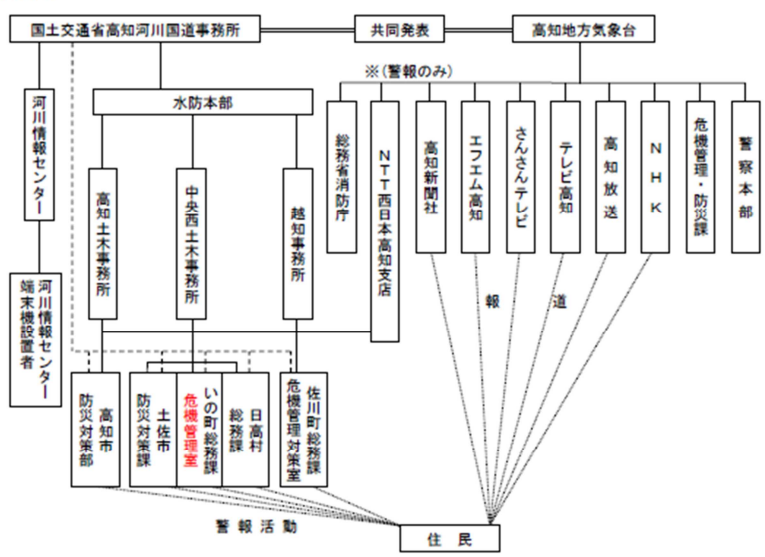 国土交通省高知河川国道事務所
共同発表
高知地方気象台
※(警報のみ)
河川情報センター
水防本部
総務省消防庁
NTT西日本高知支店
高知新聞社
エフエム高知
さんさんテレビ
テレビ高知
高知放送
NHK
危機管理・防災課
警察本部
高知土木事務所
中央西土木事務所
越知事務所
河川情報センター
端末機設置者
報道
高知市
防災対策部
土佐市
防災対策課
いの町総務課
危機管理室
日高村
総務課
佐川町総務課
危機管理対策室
警報活動
住民